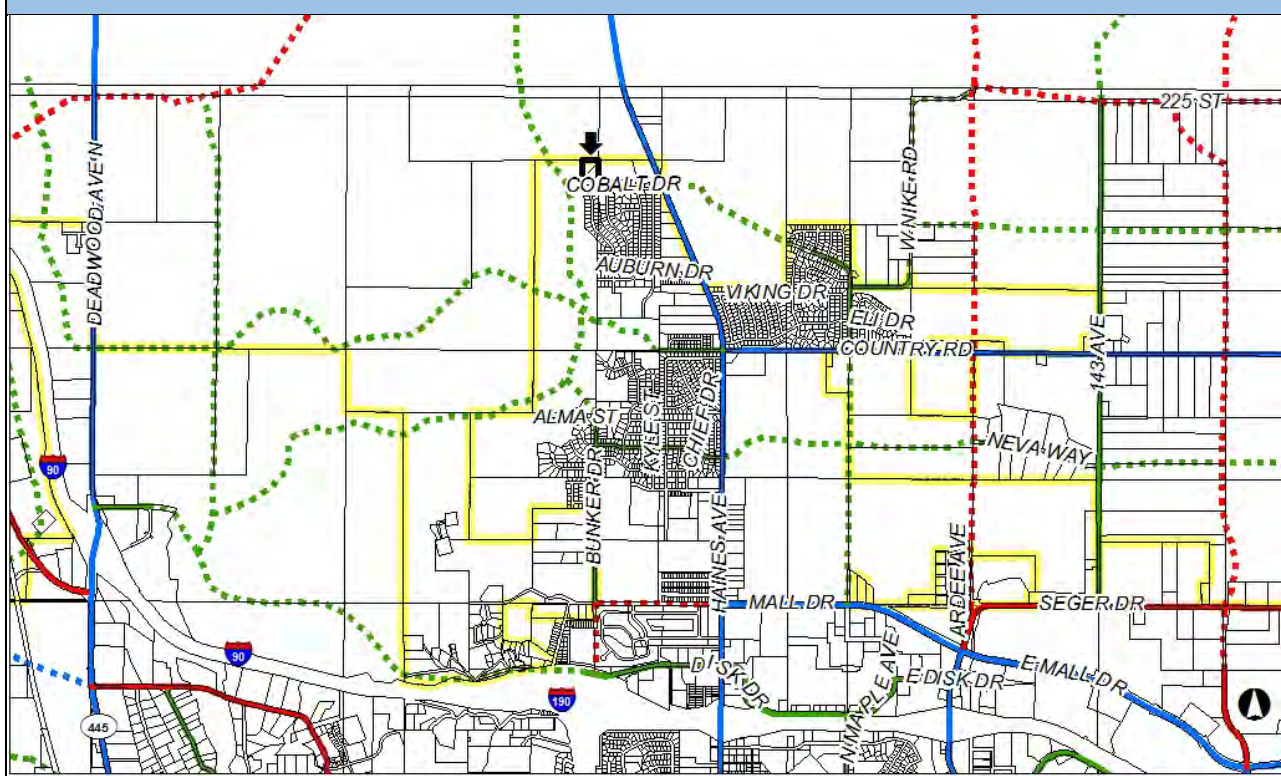 225 ST
DEADWOOD AVE N
COBALT DR
W NIKE RD
AUBURN DR
VIKING DR
ELI DR
COUNTRY RD
143 AVE
ALMA ST
KYLE ST
CHIEF DR
NEVA WAY
90
BUNKER DR
HAINES AVE
ARDEE AVE
MALL DR
SEGER DR
90
DISK DR
N MAPLE AVE
E DISK DR
E MALL DR
190
445